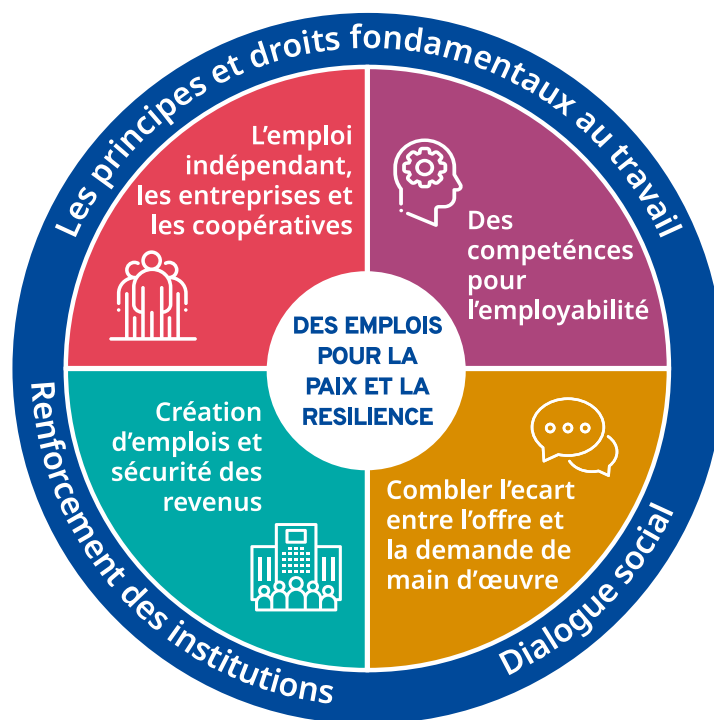 Les principes et droits fondamentaux au travail
L'emploi
indépendant,
les entreprises et
les coopératives
Des
competénces
pour
l'employabilité
DES EMPLOIS
POUR LA
PAIX ET LA
RESILIENCE
Création
d'emplois et
sécurité des
revenus
Combler l'ecart
entre l'offre et
la demande de
main d'œuvre
Renforcement des institutions
Dialogue social